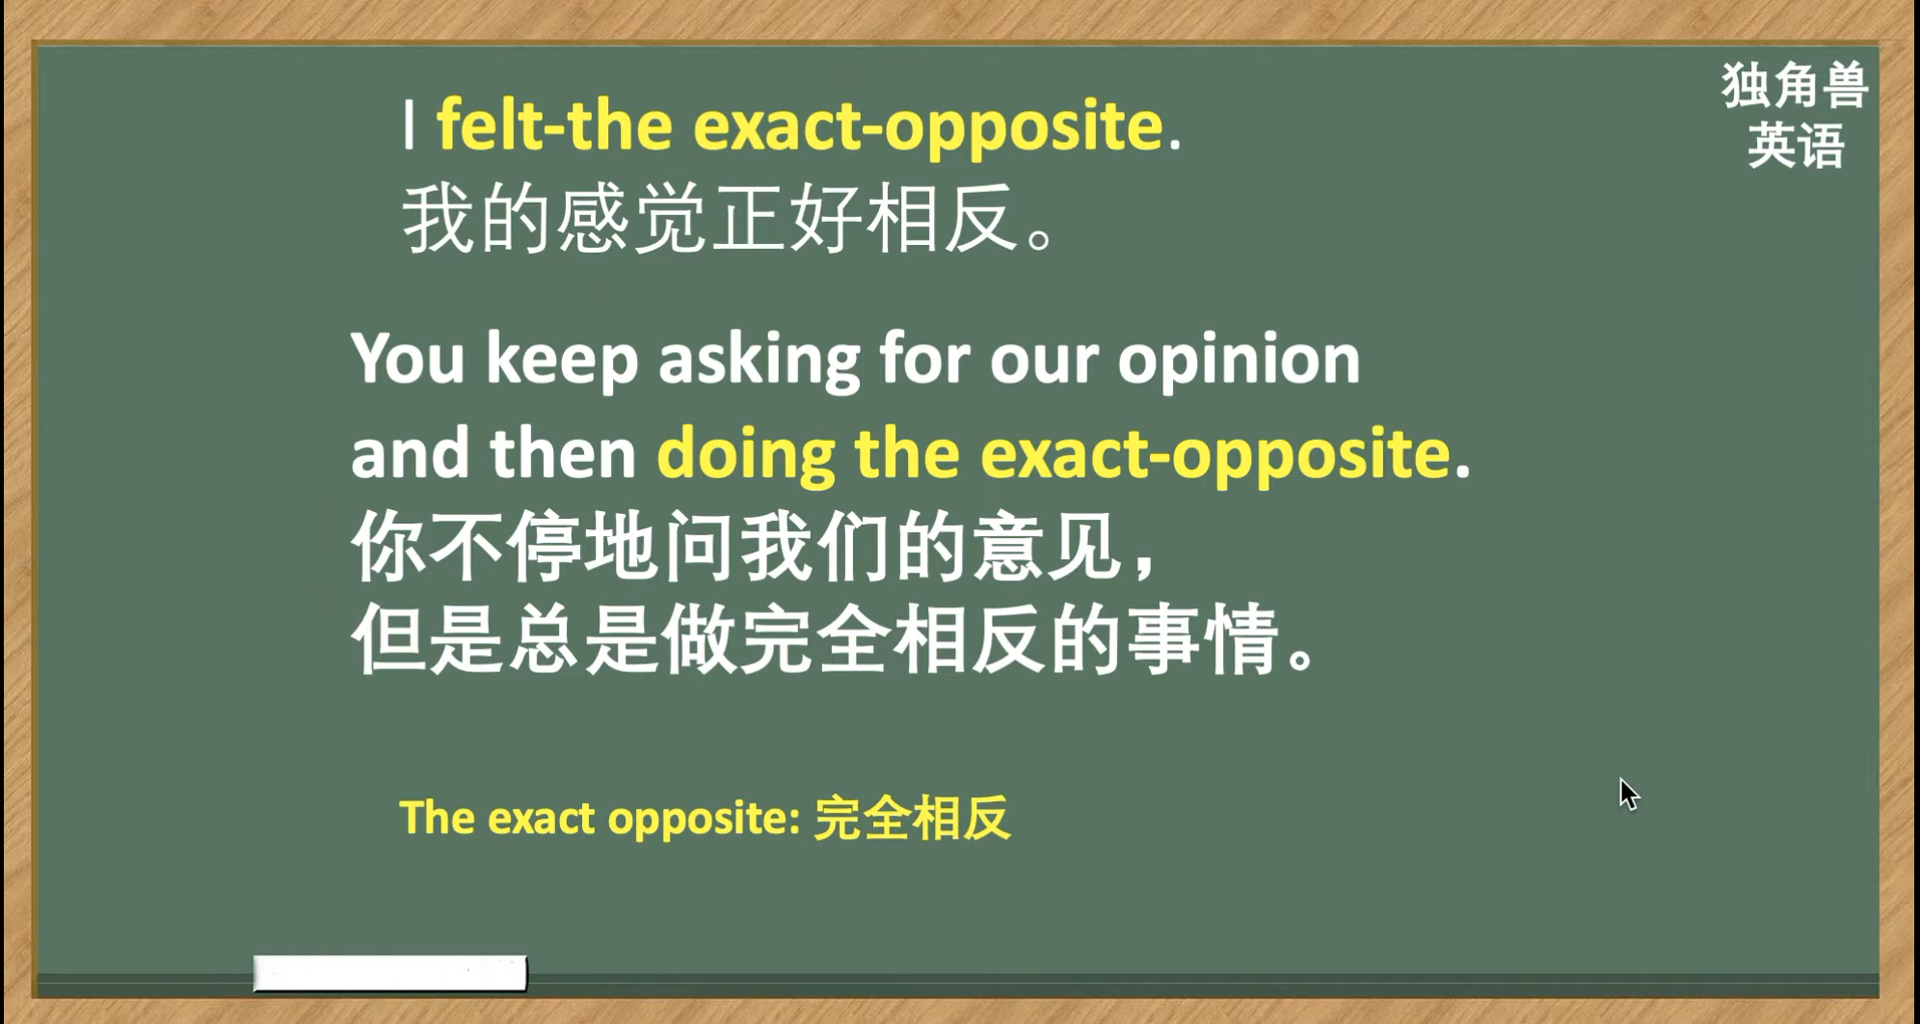 I felt-the exact-opposite.
我的感觉正好相反。
You keep asking for our opinion
and then doing the exact-opposite.
你不停地问我们的意见，
但是总是做完全相反的事情。
The exact opposite: 完全相反
独角兽
英语